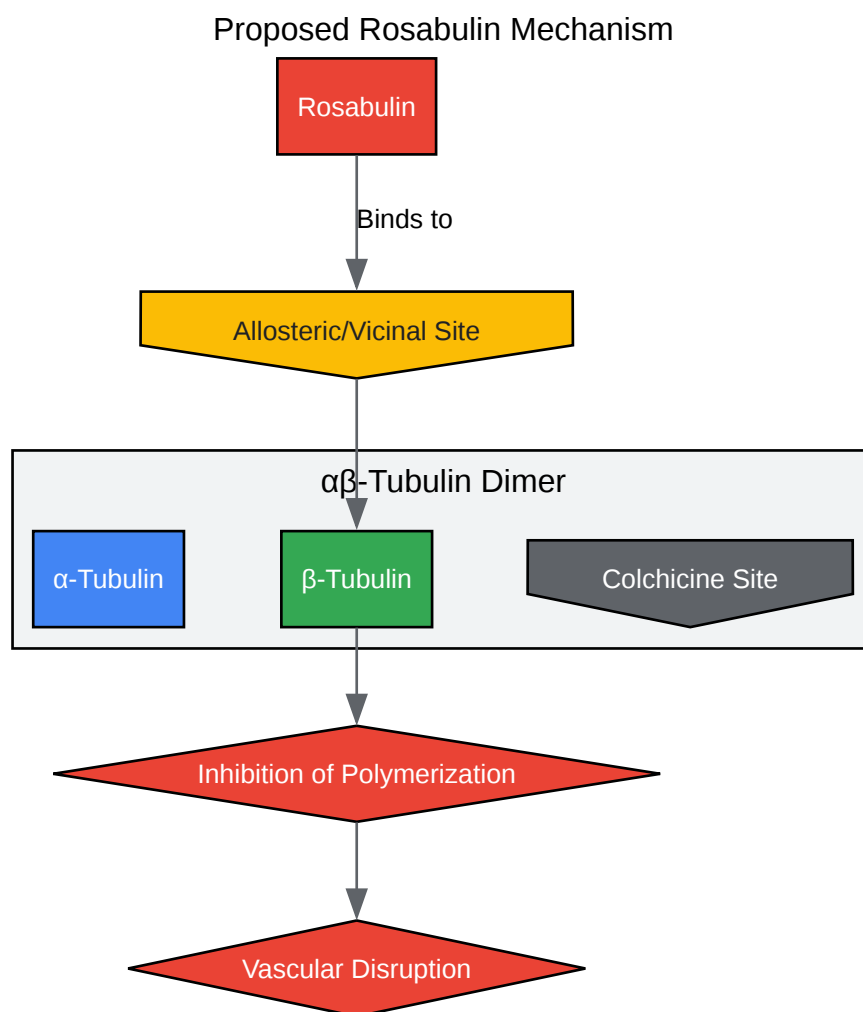 Proposed Rosabulin Mechanism
Rosabulin
Binds to
Allosteric/Vicinal Site
αβ-Tubulin Dimer
α-Tubulin
β-Tubulin
Colchicine Site
Inhibition of Polymerization
Vascular Disruption